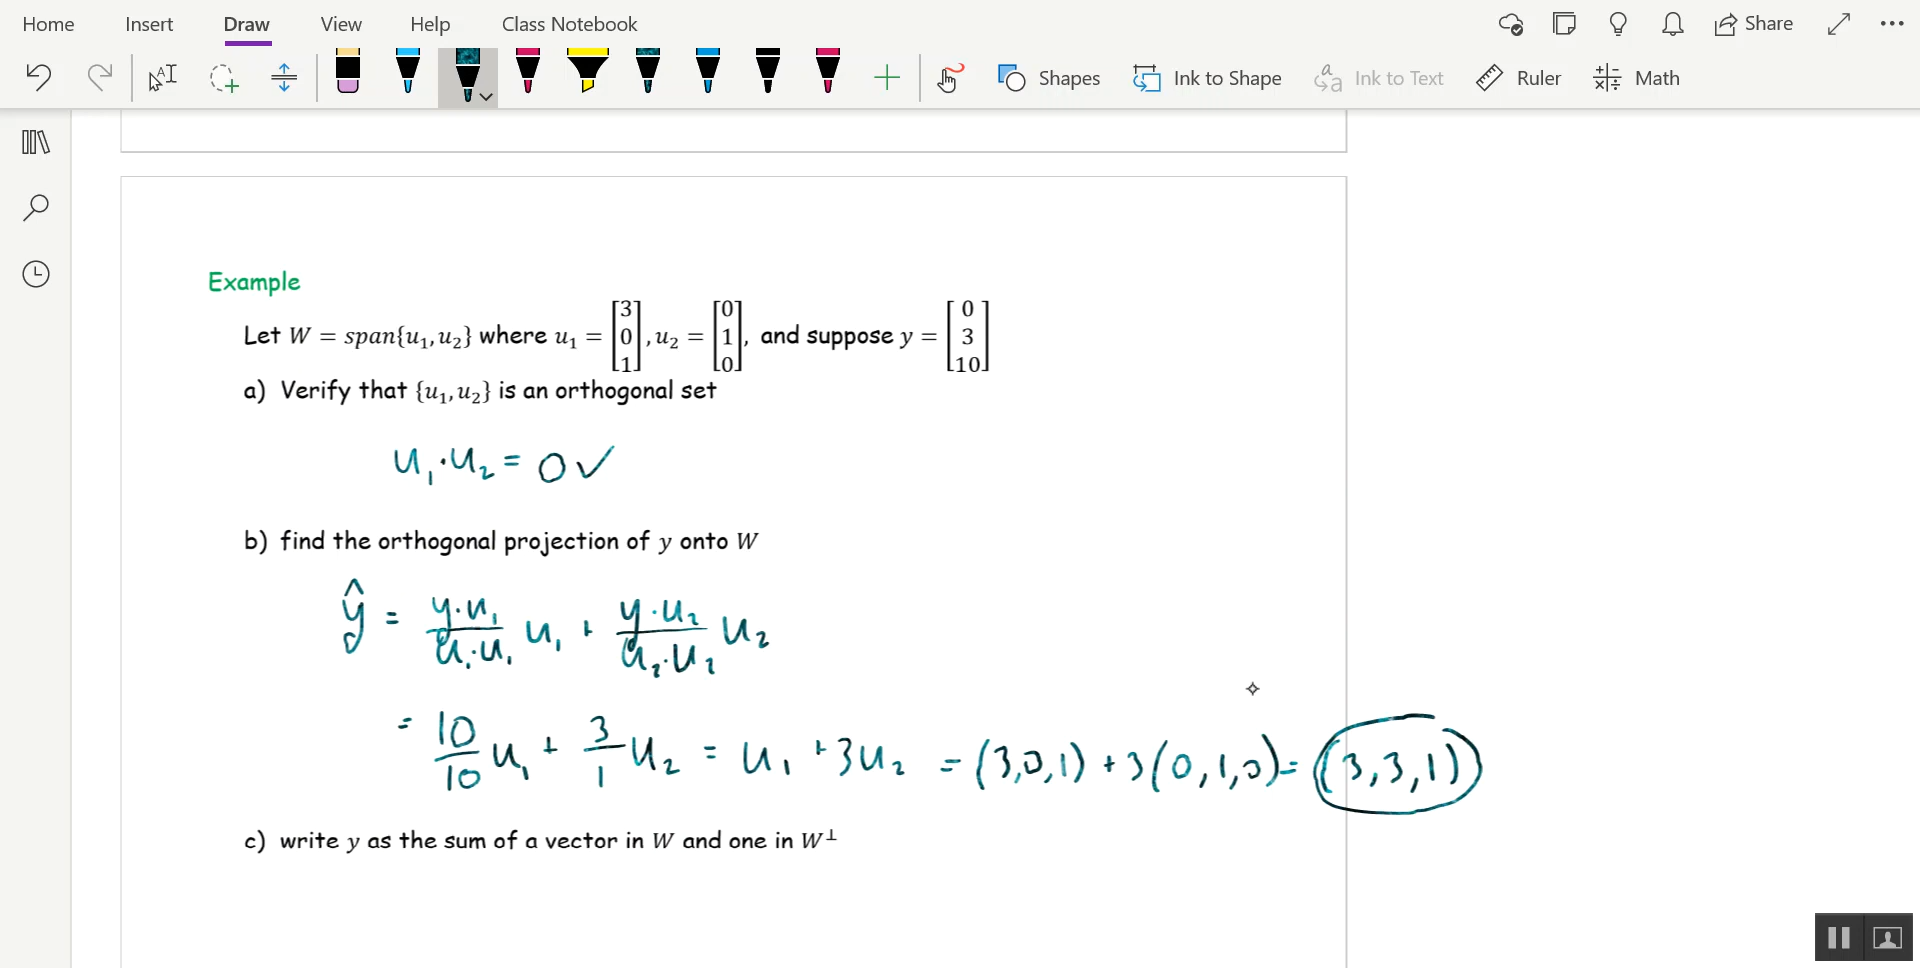 Home Insert Draw View Help Class Notebook Share
Shapes Ink to Shape Ink to Text Ruler Math
Example
Let W = span{u₁, u₂} where u₁ = [3 0 1], u₂ = [0 1 0], and suppose y = [0 3 10]
a) Verify that {u₁, u₂} is an orthogonal set
u₁·u₂ = 0 ✓
b) find the orthogonal projection of y onto W
ŷ = (y·u₁)/(u₁·u₁) u₁ + (y·u₂)/(u₂·u₂) u₂
= 10/10 u₁ + 3/1 u₂ = u₁ + 3u₂ = (3,0,1) + 3(0,1,0) = (3,3,1)
c) write y as the sum of a vector in W and one in W⊥